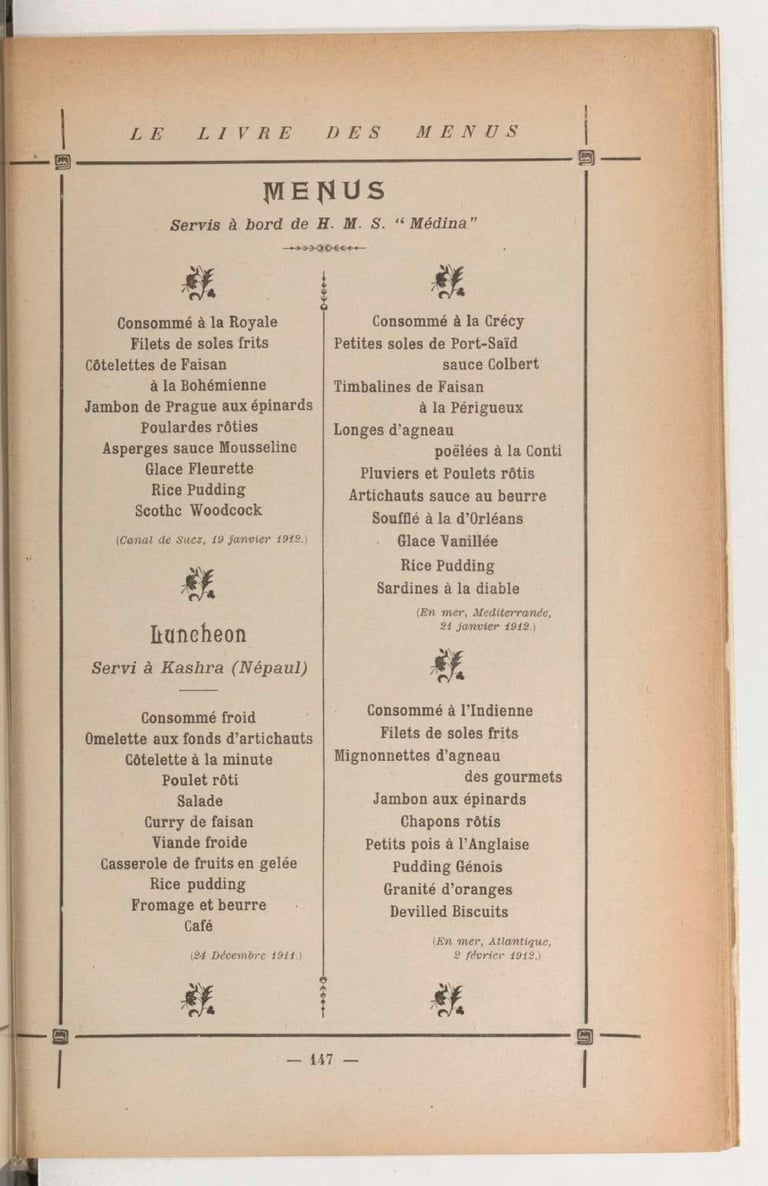 LE LIVRE DES MENUS
MENUS
Servis à bord de H. M. S. “ Médina”
Consommé à la Royale
Filets de soles frits
Côtelettes de Faisan
à la Bohémienne
Jambon de Prague aux épinards
Poulardes rôties
Asperges sauce Mousseline
Glace Fleurette
Rice Pudding
Scothc Woodcock
(Canal de Suez, 19 janvier 1912.)
Luncheon
Servi à Kashra (Népaul)
Consommé froid
Omelette aux fonds d’artichauts
Côtelette à la minute
Poulet rôti
Salade
Curry de faisan
Viande froide
Casserole de fruits en gelée
Rice pudding
Fromage et beurre
Café
(24 Décembre 1911.)
Consommé à la Crécy
Petites soles de Port-Saïd
sauce Colbert
Timbalines de Faisan
à la Périgueux
Longes d’agneau
poëlées à la Conti
Pluviers et Poulets rôtis
Artichauts sauce au beurre
Soufflé à la d’Orléans
Glace Vanillée
Rice Pudding
Sardines à la diable
(En mer, Mediterranée,
21 janvier 1912.)
Consommé à l’Indienne
Filets de soles frits
Mignonnettes d’agneau
des gourmets
Jambon aux épinards
Chapons rôtis
Petits pois à l’Anglaise
Pudding Génois
Granité d’oranges
Devilled Biscuits
(En mer, Atlantique,
2 février 1912.)
— 147 —